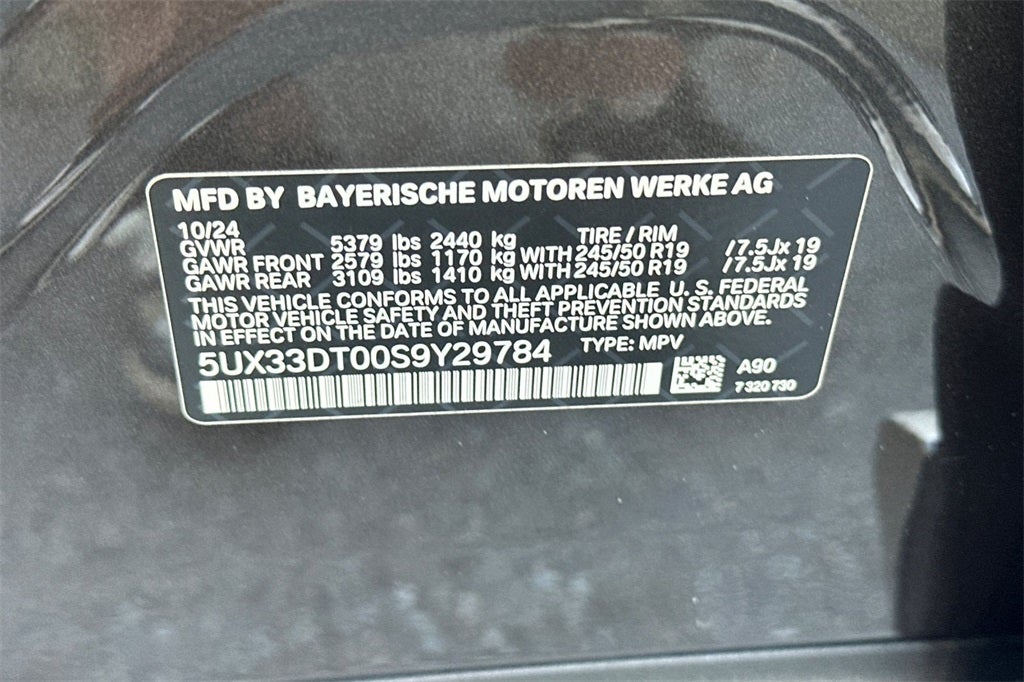 MFD BY BAYERISCHE MOTOREN WERKE AG
10/24 TIRE / RIM
GVWR 5379 lbs 2440 kg
GAWR FRONT 2579 lbs 1170 kg WITH 245/50 R19 /7.5Jx 19
GAWR REAR 3109 lbs 1410 kg WITH 245/50 R19 /7.5Jx 19
THIS VEHICLE CONFORMS TO ALL APPLICABLE U. S. FEDERAL
MOTOR VEHICLE SAFETY AND THEFT PREVENTION STANDARDS
IN EFFECT ON THE DATE OF MANUFACTURE SHOWN ABOVE.
5UX33DT00S9Y29784 TYPE: MPV
A90
7 320 730